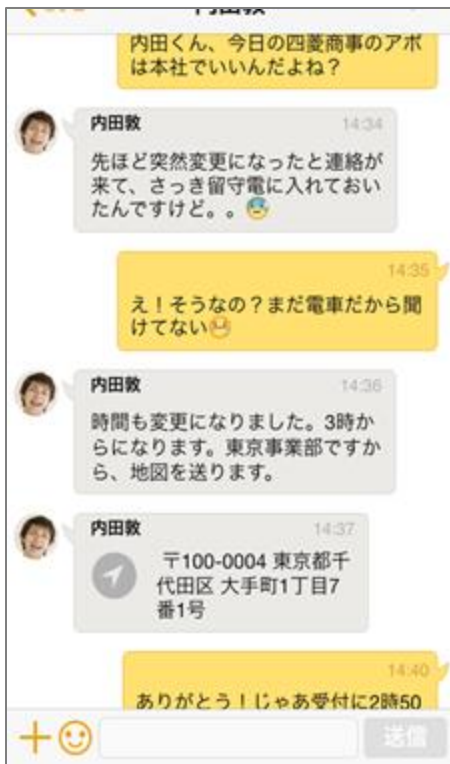 内田くん、今日の四菱商事のアポ
は本社でいいんだよね？
内田敦
14:34
先ほど突然変更になったと連絡が
来て、さっき留守電に入れておい
たんですけど。。
14:35
え！そうなの？まだ電車だから聞
けてない
内田敦
14:36
時間も変更になりました。3時か
らになります。東京事業部ですか
ら、地図を送ります。
内田敦
14:37
〒100-0004 東京都千
代田区 大手町1丁目7
番1号
14:40
ありがとう！じゃあ受付に2時50
送信